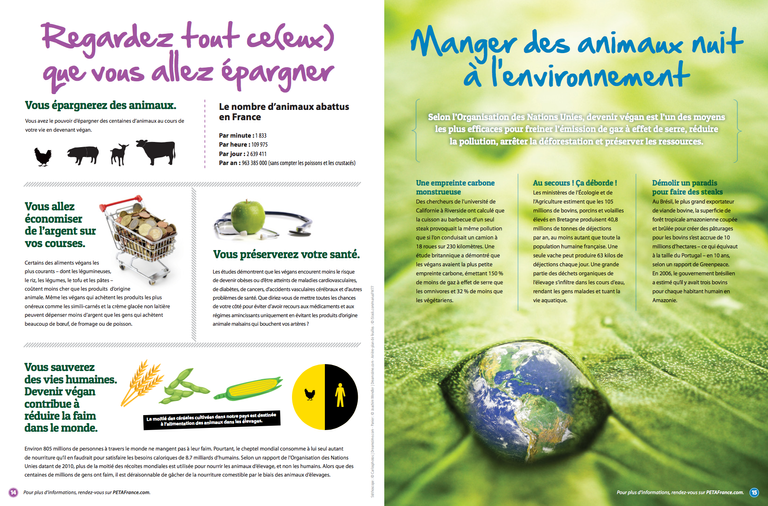 Regardez tout ce(eux)
que vous allez épargner
Vous épargnerez des animaux.
Vous avez le pouvoir d'épargner des centaines d'animaux au cours de
votre vie en devenant végan.
Le nombre d'animaux abattus
en France
Par minute : 1 833
Par heure : 109 975
Par jour : 2 639 411
Par an : 963 385 000 (sans compter les poissons et les crustacés)
Vous allez
économiser
de l'argent sur
vos courses.
Certains des aliments végans les
plus courants – dont les légumineuses,
le riz, les légumes, le tofu et les pâtes –
coûtent moins cher que les produits d'origine
animale. Même les végans qui achètent les produits les plus
onéreux comme les simili-carnés et la crème glacée non laitière
peuvent dépenser moins d'argent que les gens qui achètent
beaucoup de bœuf, de fromage ou de poisson.
Vous préserverez votre santé.
Les études démontrent que les végans encourent moins le risque
de devenir obèses ou d'être atteints de maladies cardiovasculaires,
de diabètes, de cancers, d'accidents vasculaires cérébraux et d'autres
problèmes de santé. Que diriez-vous de mettre toutes les chances
de votre côté pour éviter d'avoir recours aux médicaments et aux
régimes amincissants uniquement en évitant les produits d'origine
animale malsains qui bouchent vos artères ?
Vous sauverez
des vies humaines.
Devenir végan
contribue à
réduire la faim
dans le monde.
La moitié des céréales cultivées dans notre pays est destinée
à l'alimentation des animaux dans les élevages.
Environ 805 millions de personnes à travers le monde ne mangent pas à leur faim. Pourtant, le cheptel mondial consomme à lui seul autant
de nourriture qu'il en faudrait pour satisfaire les besoins caloriques de 8.7 milliards d'humains. Selon un rapport de l'Organisation des Nations
Unies datant de 2010, plus de la moitié des récoltes mondiales est utilisée pour nourrir les animaux d'élevage, et non les humains. Alors que des
centaines de millions de gens ont faim, il est déraisonnable de gâcher de la nourriture comestible par le biais des animaux d'élevages.
14 Pour plus d'informations, rendez-vous sur PETAFrance.com.
Manger des animaux nuit
à l'environnement
Selon l'Organisation des Nations Unies, devenir végan est l'un des moyens
les plus efficaces pour freiner l'émission de gaz à effet de serre, réduire
la pollution, arrêter la déforestation et préserver les ressources.
Une empreinte carbone
monstrueuse
Des chercheurs de l'université de
Californie à Riverside ont calculé que
la cuisson au barbecue d'un seul
steak provoquait la même pollution
que si l'on conduisait un camion à
18 roues sur 230 kilomètres. Une
étude britannique a démontré que
les végans avaient la plus petite
empreinte carbone, émettant 150 %
de moins de gaz à effet de serre que
les omnivores et 32 % de moins que
les végétariens.
Au secours ! Ça déborde !
Les ministères de l'Écologie et de
l'Agriculture estiment que les 105
millions de bovins, porcins et volailles
élevés en Bretagne produisent 40,8
millions de tonnes de déjections
par an, au moins autant que toute la
population humaine française. Une
seule vache peut produire 63 kilos de
déjections chaque jour. Une grande
partie des déchets organiques de
l'élevage s'infiltre dans les cours d'eau,
rendant les gens malades et tuant la
vie aquatique.
Démolir un paradis
pour faire des steaks
Au Brésil, le plus grand exportateur
de viande bovine, la superficie de
forêt tropicale amazonienne coupée
et brûlée pour créer des pâturages
pour les bovins s'est accrue de 10
millions d'hectares – ce qui équivaut
à la taille du Portugal – en 10 ans,
selon un rapport de Greenpeace.
En 2006, le gouvernement brésilien
a estimé qu'il y avait trois bovins
pour chaque habitant humain en
Amazonie.
Pour plus d'informations, rendez-vous sur PETAFrance.com. 15